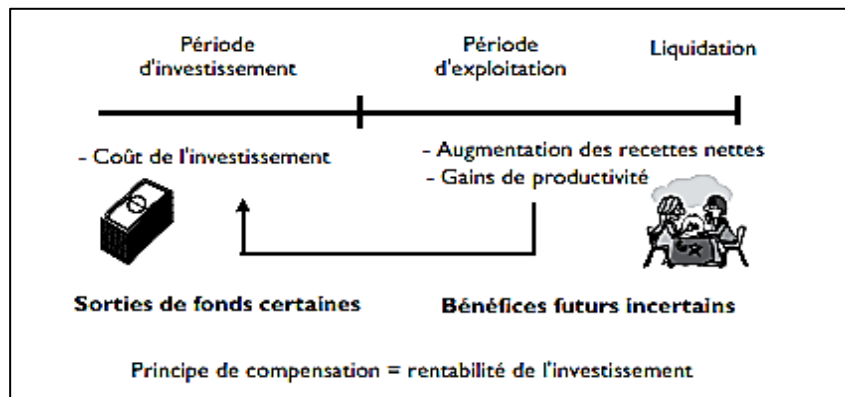 Période
d'investissement
Période
d'exploitation
Liquidation
- Coût de l'investissement
- Augmentation des recettes nettes
- Gains de productivité
Sorties de fonds certaines
Bénéfices futurs incertains
Principe de compensation = rentabilité de l'investissement